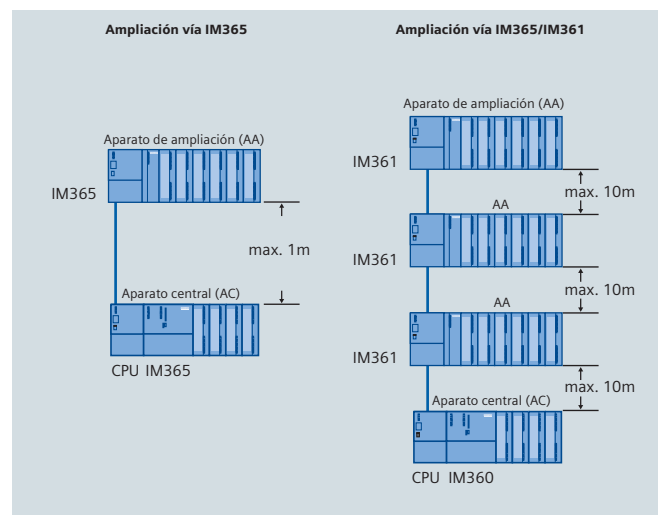 Ampliación vía IM365
Aparato de ampliación (AA)
IM365
max. 1m
Aparato central (AC)
CPU IM365
Ampliación vía IM365/IM361
Aparato de ampliación (AA)
IM361
max. 10m
AA
IM361
max. 10m
AA
IM361
max. 10m
Aparato central (AC)
CPU IM360